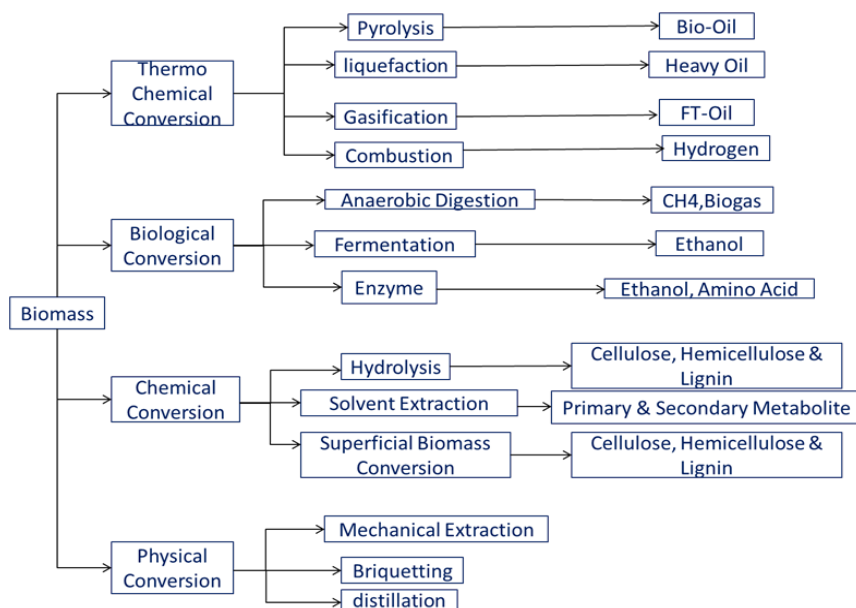 Pyrolysis
Bio-Oil
Thermo
Chemical
Conversion
liquefaction
Heavy Oil
Gasification
FT-Oil
Combustion
Hydrogen
Biological
Conversion
Anaerobic Digestion
CH4,Biogas
Fermentation
Ethanol
Enzyme
Ethanol, Amino Acid
Biomass
Chemical
Conversion
Hydrolysis
Cellulose, Hemicellulose &
Lignin
Solvent Extraction
Primary & Secondary Metabolite
Superficial Biomass
Conversion
Cellulose, Hemicellulose &
Lignin
Physical
Conversion
Mechanical Extraction
Briquetting
distillation